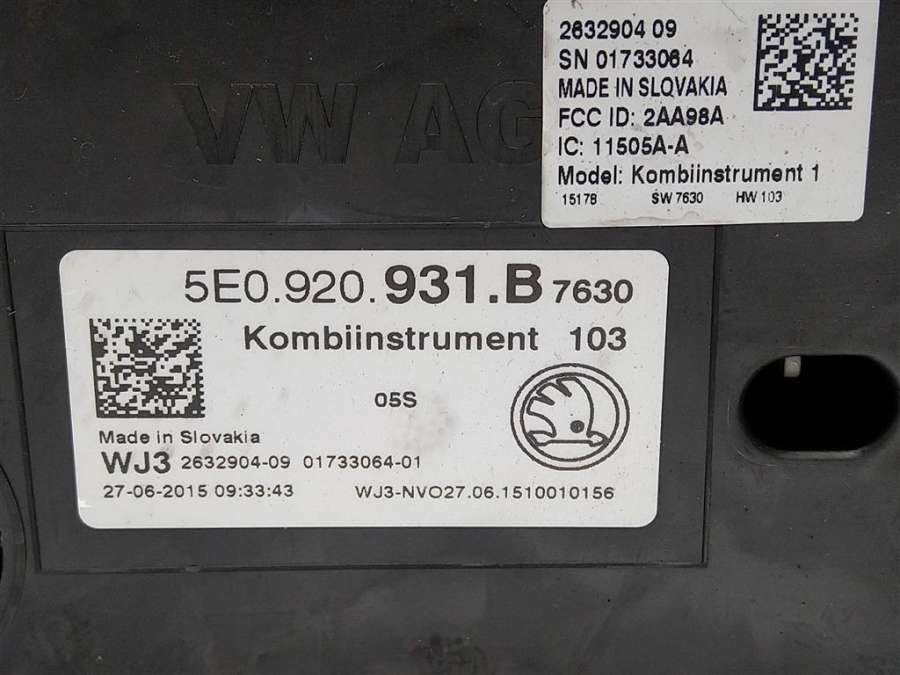 VW AG
2632904 09
SN 01733064
MADE IN SLOVAKIA
FCC ID: 2AA98A
IC: 11505A-A
Model: Kombiinstrument 1
1517B SW 7630 HW 103
5E0.920.931.B 7630
Kombiinstrument 103
05S
Made in Slovakia
WJ3 2632904-09 01733064-01
27-06-2015 09:33:43 WJ3-NVO27.06.1510010156